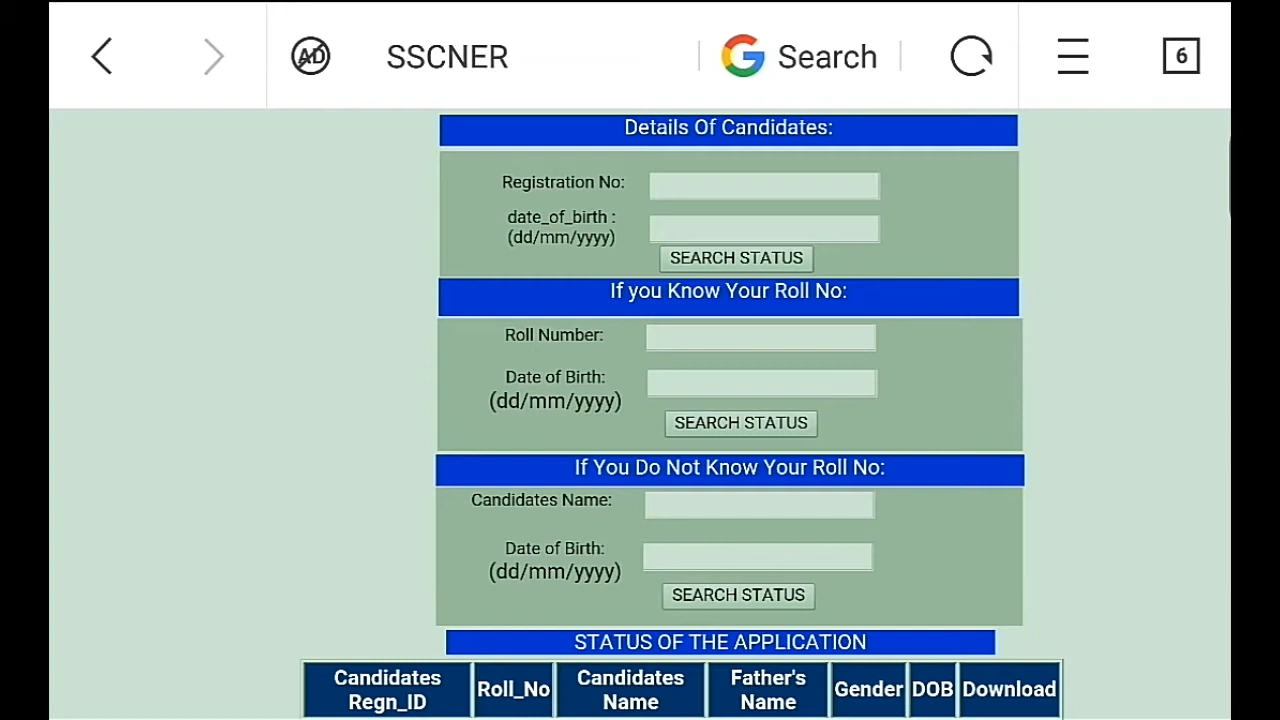 AD SSCNER Search 6
Details Of Candidates:
Registration No:
date_of_birth :
(dd/mm/yyyy)
SEARCH STATUS
If you Know Your Roll No:
Roll Number:
Date of Birth:
(dd/mm/yyyy)
SEARCH STATUS
If You Do Not Know Your Roll No:
Candidates Name:
Date of Birth:
(dd/mm/yyyy)
SEARCH STATUS
STATUS OF THE APPLICATION
Candidates Regn_ID Roll_No Candidates Name Father's Name Gender DOB Download